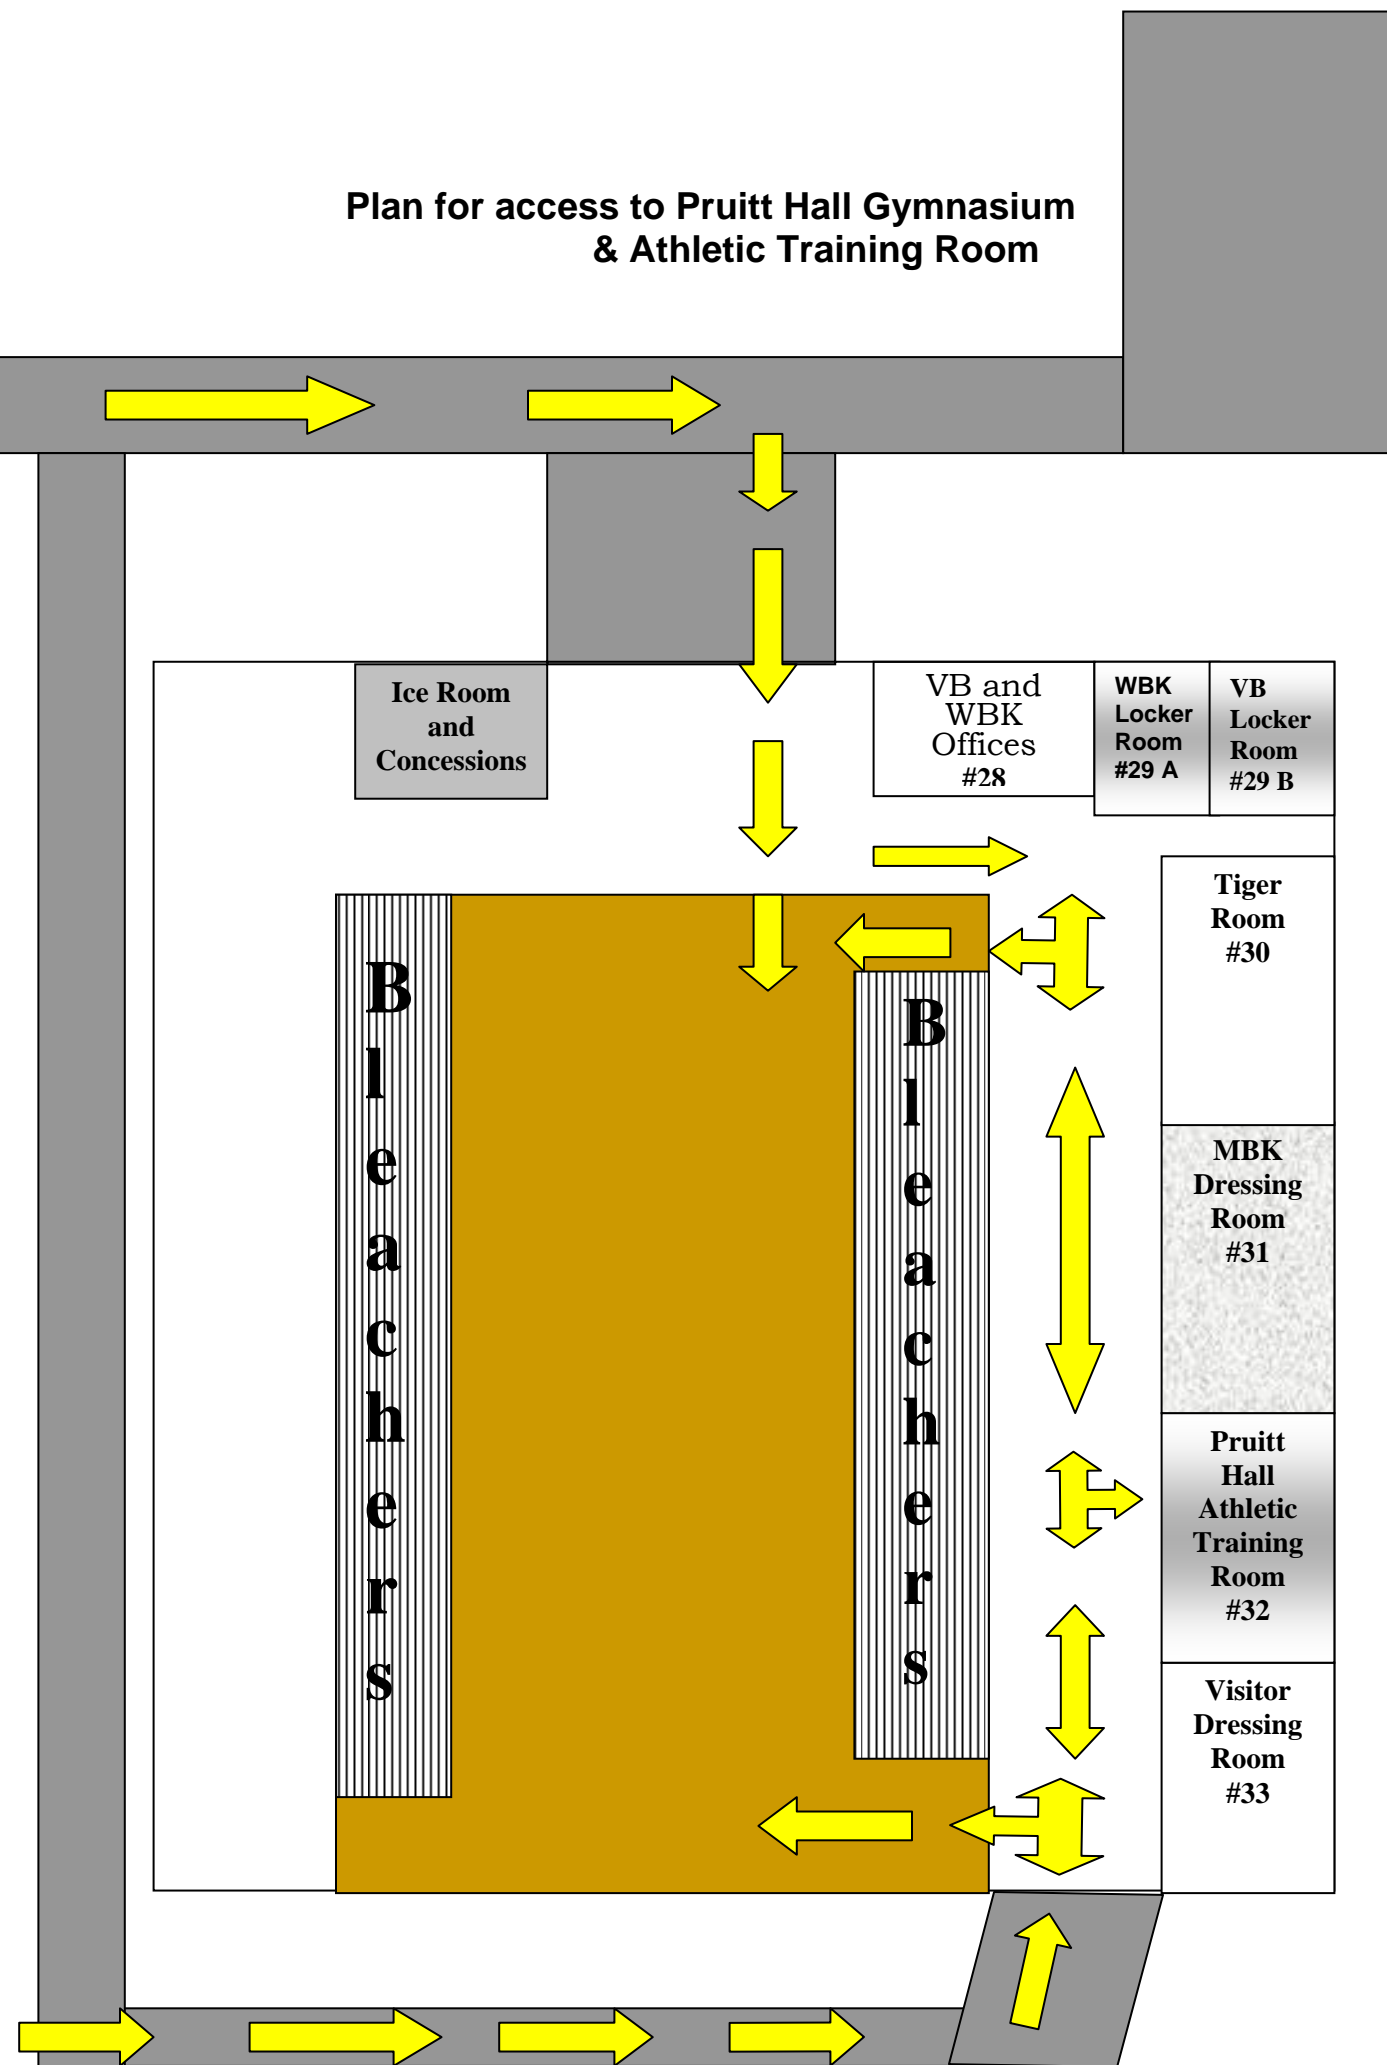 Plan for access to Pruitt Hall Gymnasium
& Athletic Training Room
Ice Room
and
Concessions
VB and
WBK
Offices
#28
WBK
Locker
Room
#29 A
VB
Locker
Room
#29 B
Tiger
Room
#30
Bleachers
Bleachers
MBK
Dressing
Room
#31
Pruitt
Hall
Athletic
Training
Room
#32
Visitor
Dressing
Room
#33